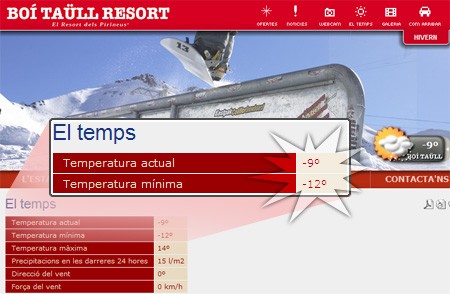 BOÍ TAÜLL RESORT
El Resort dels Pirineus
OFERTES NOTICIES WEBCAM EL TEMPS GALERIA COM ARRIBAR
HIVERN
-9º
BOÍ TAÜLL
CONTACTA'NS
El temps
Temperatura actual -9º
Temperatura mínima -12º
El temps
Temperatura actual -9º
Temperatura mínima -12º
Temperatura màxima 14º
Precipitacions en les darreres 24 hores 15 l/m2
Direcció del vent 0º
Força del vent 0 km/h